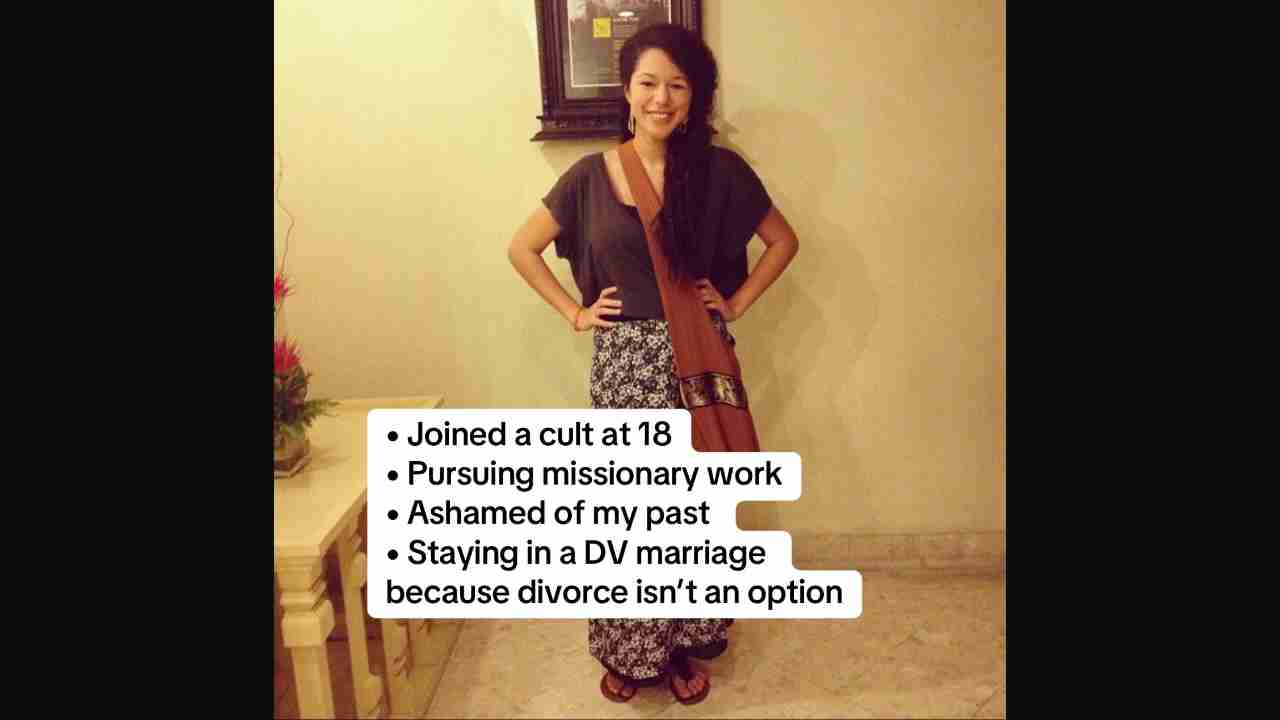 • Joined a cult at 18
• Pursuing missionary work
• Ashamed of my past
• Staying in a DV marriage
because divorce isn’t an option